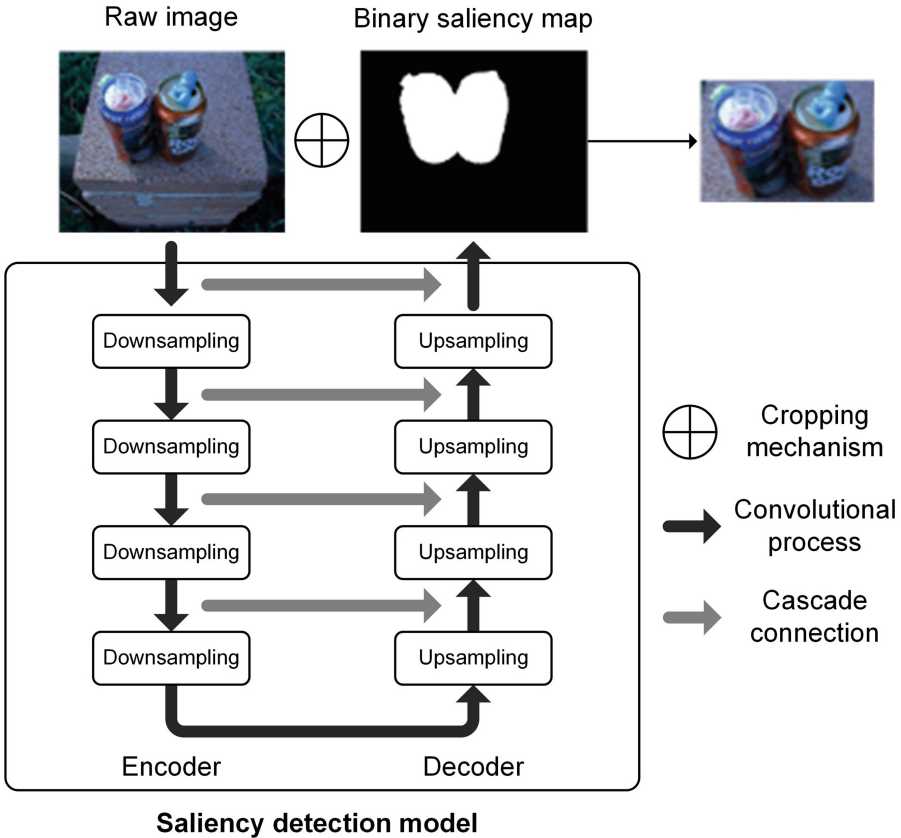 Raw image
Binary saliency map
Downsampling
Upsampling
Downsampling
Upsampling
Downsampling
Upsampling
Downsampling
Upsampling
Encoder
Decoder
Saliency detection model
Cropping
mechanism
Convolutional
process
Cascade
connection